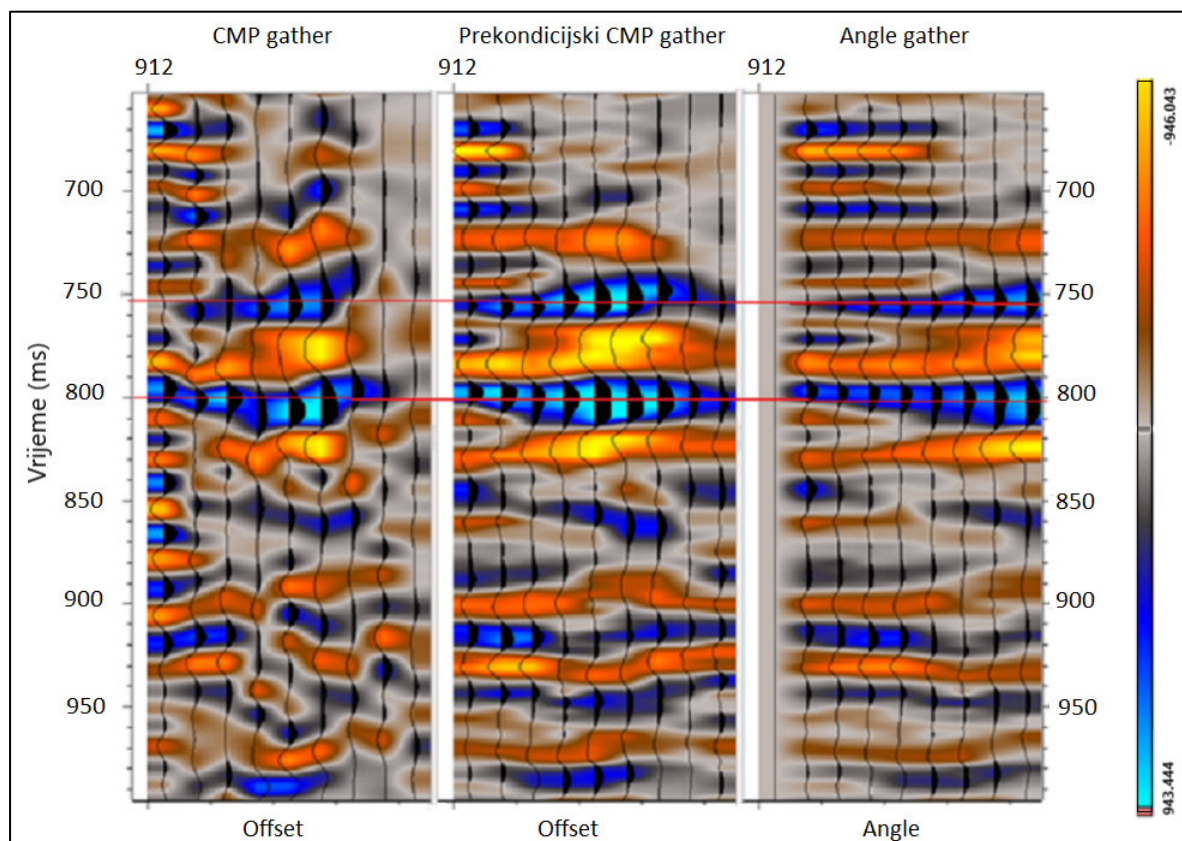 CMP gather
Prekondicijski CMP gather
Angle gather
912
912
912
-946.043
700
700
750
750
800
800
850
850
900
900
950
950
Vrijeme (ms)
943.444
Offset
Offset
Angle